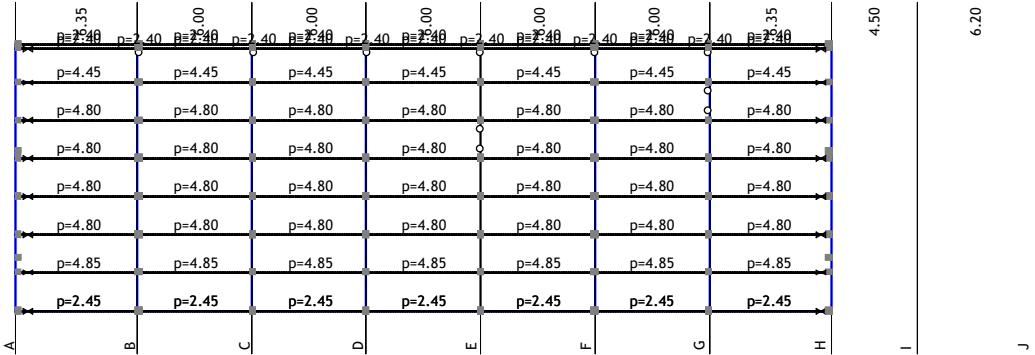 .35 .00 .00 .00 .00 .00 .35 4.50 6.20
p=2.40 p=2.40 p=2.40 p=2.40 p=2.40 p=2.40 p=2.40
p=4.45 p=4.45 p=4.45 p=4.45 p=4.45 p=4.45 p=4.45
p=4.80 p=4.80 p=4.80 p=4.80 p=4.80 p=4.80 p=4.80
p=4.80 p=4.80 p=4.80 p=4.80 p=4.80 p=4.80 p=4.80
p=4.80 p=4.80 p=4.80 p=4.80 p=4.80 p=4.80 p=4.80
p=4.80 p=4.80 p=4.80 p=4.80 p=4.80 p=4.80 p=4.80
p=4.85 p=4.85 p=4.85 p=4.85 p=4.85 p=4.85 p=4.85
p=2.45 p=2.45 p=2.45 p=2.45 p=2.45 p=2.45 p=2.45
A B C D E F G H I J